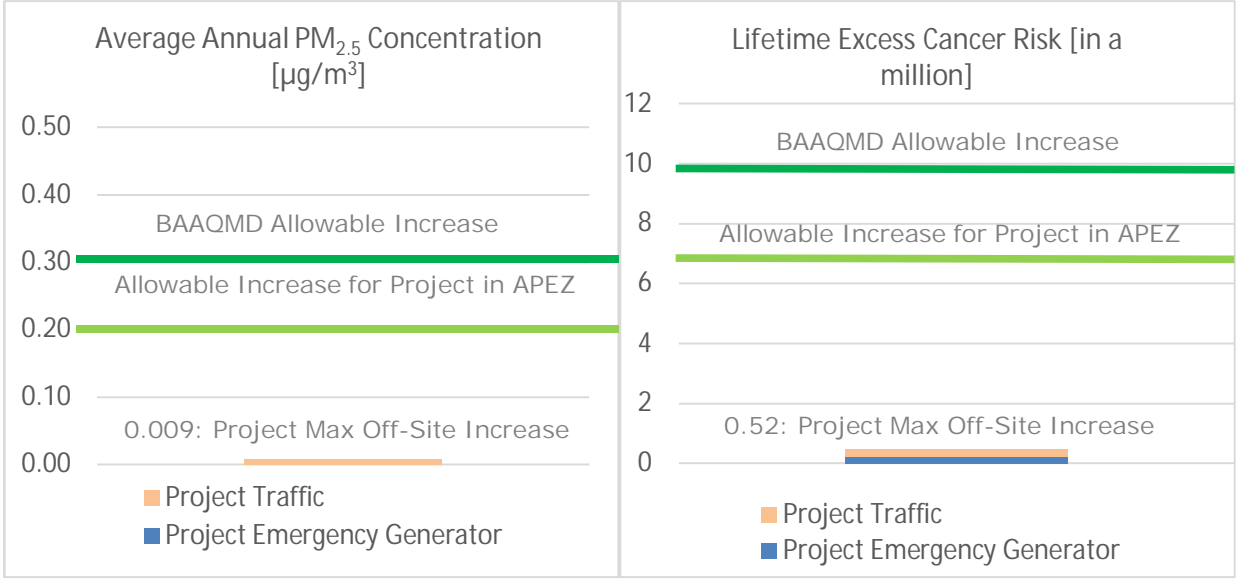 Average Annual PM2.5 Concentration
[µg/m³]
0.50
0.40
BAAQMD Allowable Increase
0.30
Allowable Increase for Project in APEZ
0.20
0.10
0.009: Project Max Off-Site Increase
0.00
Project Traffic
Project Emergency Generator
Lifetime Excess Cancer Risk [in a
million]
12
BAAQMD Allowable Increase
10
8
Allowable Increase for Project in APEZ
6
4
2
0.52: Project Max Off-Site Increase
0
Project Traffic
Project Emergency Generator